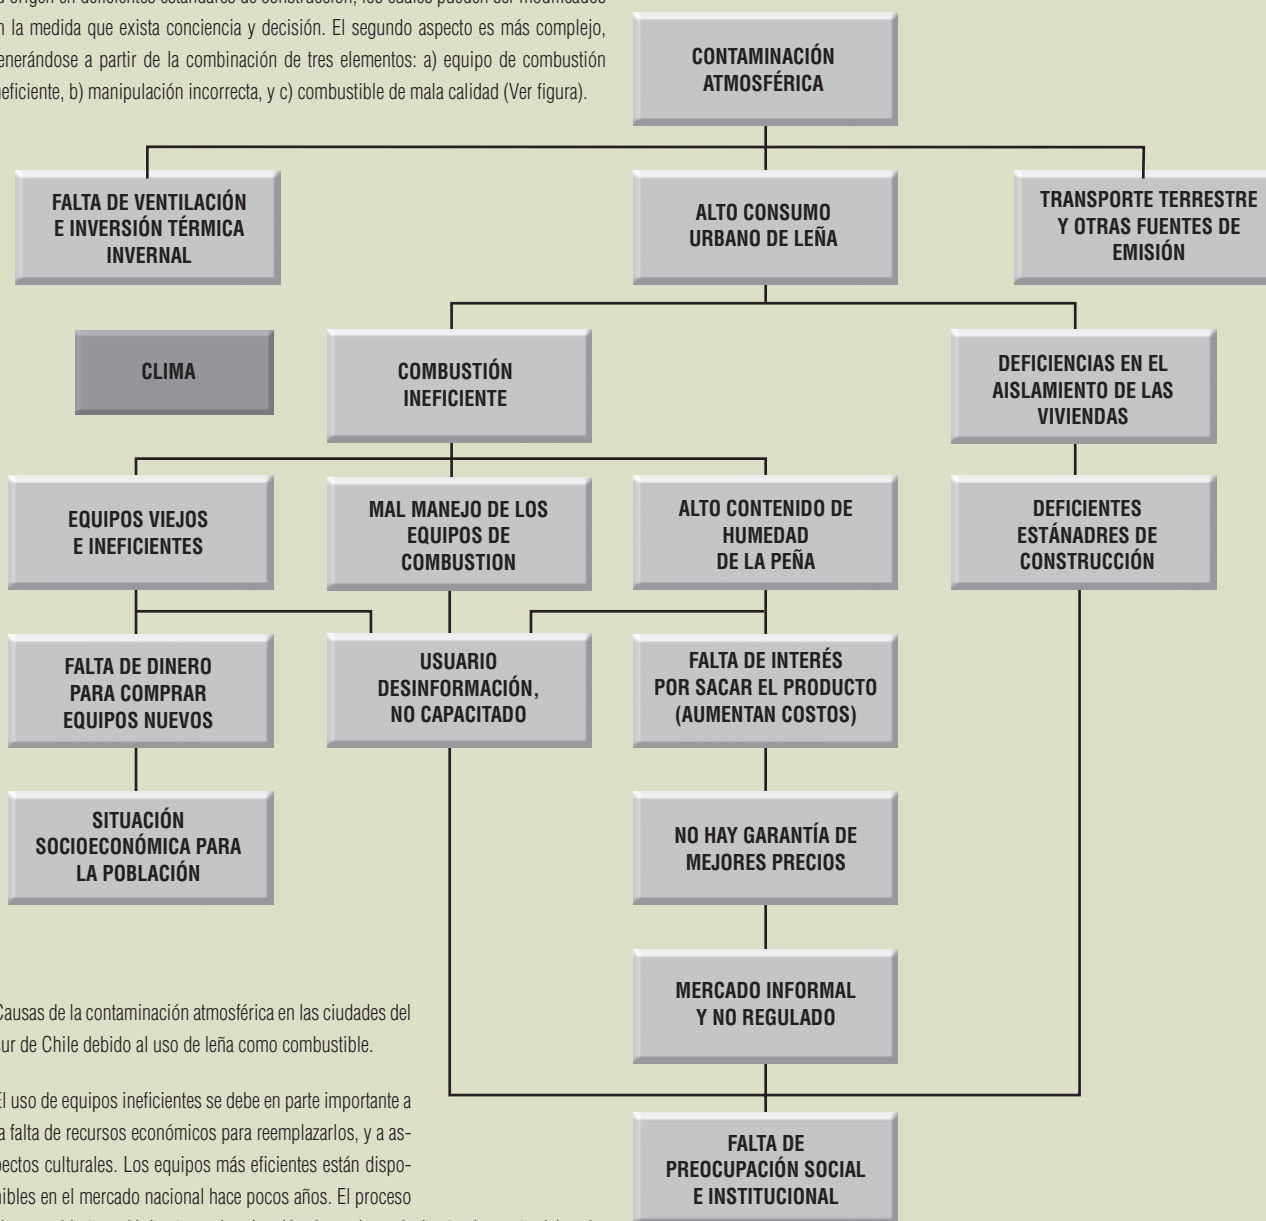 n la medida que exista conciencia y decisión. El segundo aspecto es más complejo,
enerándose a partir de la combinación de tres elementos: a) equipo de combustión
eficiente, b) manipulación incorrecta, y c) combustible de mala calidad (Ver figura).
CONTAMINACIÓN
ATMOSFÉRICA
FALTA DE VENTILACIÓN
E INVERSIÓN TÉRMICA
INVERNAL
ALTO CONSUMO
URBANO DE LEÑA
TRANSPORTE TERRESTRE
Y OTRAS FUENTES DE
EMISIÓN
CLIMA
COMBUSTIÓN
INEFICIENTE
DEFICIENCIAS EN EL
AISLAMIENTO DE LAS
VIVIENDAS
EQUIPOS VIEJOS
E INEFICIENTES
MAL MANEJO DE LOS
EQUIPOS DE
COMBUSTION
ALTO CONTENIDO DE
HUMEDAD
DE LA PEÑA
DEFICIENTES
ESTÁNADRES DE
CONSTRUCCIÓN
FALTA DE DINERO
PARA COMPRAR
EQUIPOS NUEVOS
USUARIO
DESINFORMACIÓN,
NO CAPACITADO
FALTA DE INTERÉS
POR SACAR EL PRODUCTO
(AUMENTAN COSTOS)
SITUACIÓN
SOCIOECONÓMICA PARA
LA POBLACIÓN
NO HAY GARANTÍA DE
MEJORES PRECIOS
MERCADO INFORMAL
Y NO REGULADO
FALTA DE
PREOCUPACIÓN SOCIAL
E INSTITUCIONAL
Causas de la contaminación atmosférica en las ciudades del
sur de Chile debido al uso de leña como combustible.
El uso de equipos ineficientes se debe en parte importante a
a falta de recursos económicos para reemplazarlos, y a as-
pectos culturales. Los equipos más eficientes están dispo-
nibles en el mercado nacional hace pocos años. El proceso